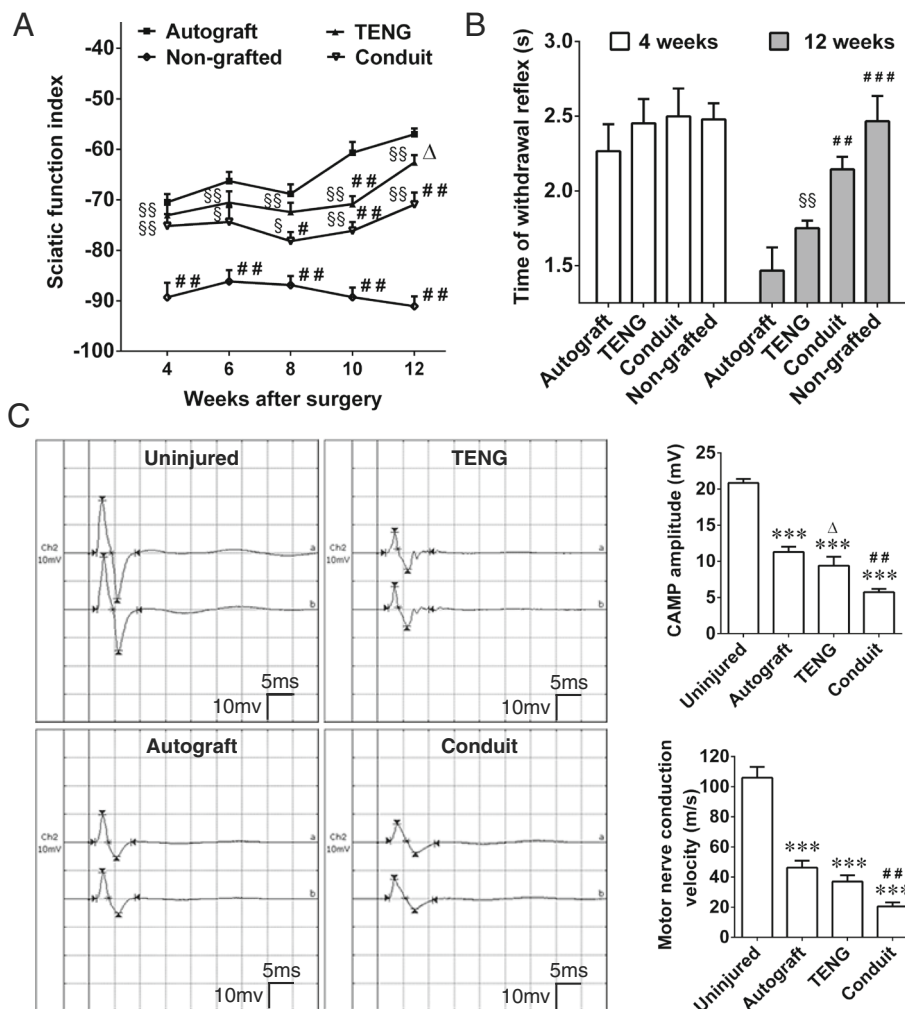 A
-40
-50
-60
-70
-80
-90
-100
Sciatic function index
Autograft
TENG
Non-grafted
Conduit
§§
§§
§§
§
§§
§
#
§§
##
§§
##
§§
Δ
§§
##
##
##
##
##
##
4
6
8
10
12
Weeks after surgery
B
Time of withdrawal reflex (s)
3.0
2.5
2.0
1.5
4 weeks
12 weeks
§§
##
###
Autograft
TENG
Conduit
Non-grafted
Autograft
TENG
Conduit
Non-grafted
C
Uninjured
Ch2
10mV
a
b
5ms
10mv
TENG
Ch2
10mV
a
b
5ms
10mv
Autograft
Ch2
10mV
a
b
5ms
10mv
Conduit
Ch2
10mV
a
b
5ms
10mv
CAMP amplitude (mV)
25
20
15
10
5
0
***
Δ
***
##
***
Uninjured
Autograft
TENG
Conduit
Motor nerve conduction
velocity (m/s)
120
100
80
60
40
20
0
***
***
##
***
Uninjured
Autograft
TENG
Conduit